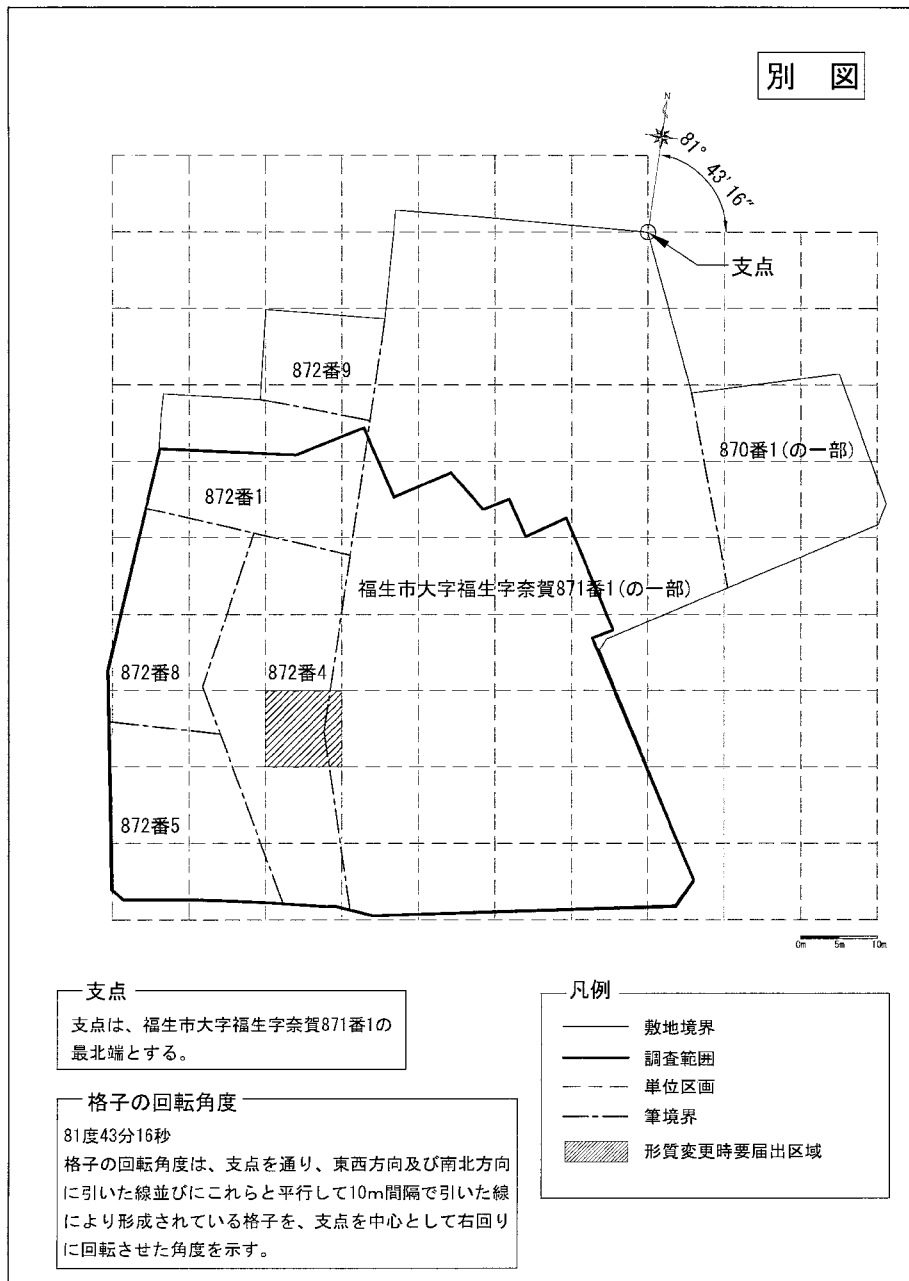 別　図
N
81° 43' 16"
支点
872番9
870番1(の一部)
872番1
福生市大字福生字奈賀871番1(の一部)
872番8
872番4
872番5
0m 5m 10m
支点
支点は、福生市大字福生字奈賀871番1の
最北端とする。
格子の回転角度
81度43分16秒
格子の回転角度は、支点を通り、東西方向及び南北方向
に引いた線並びにこれらと平行して10m間隔で引いた線
により形成されている格子を、支点を中心として右回り
に回転させた角度を示す。
凡例
敷地境界
調査範囲
単位区画
筆境界
形質変更時要届出区域